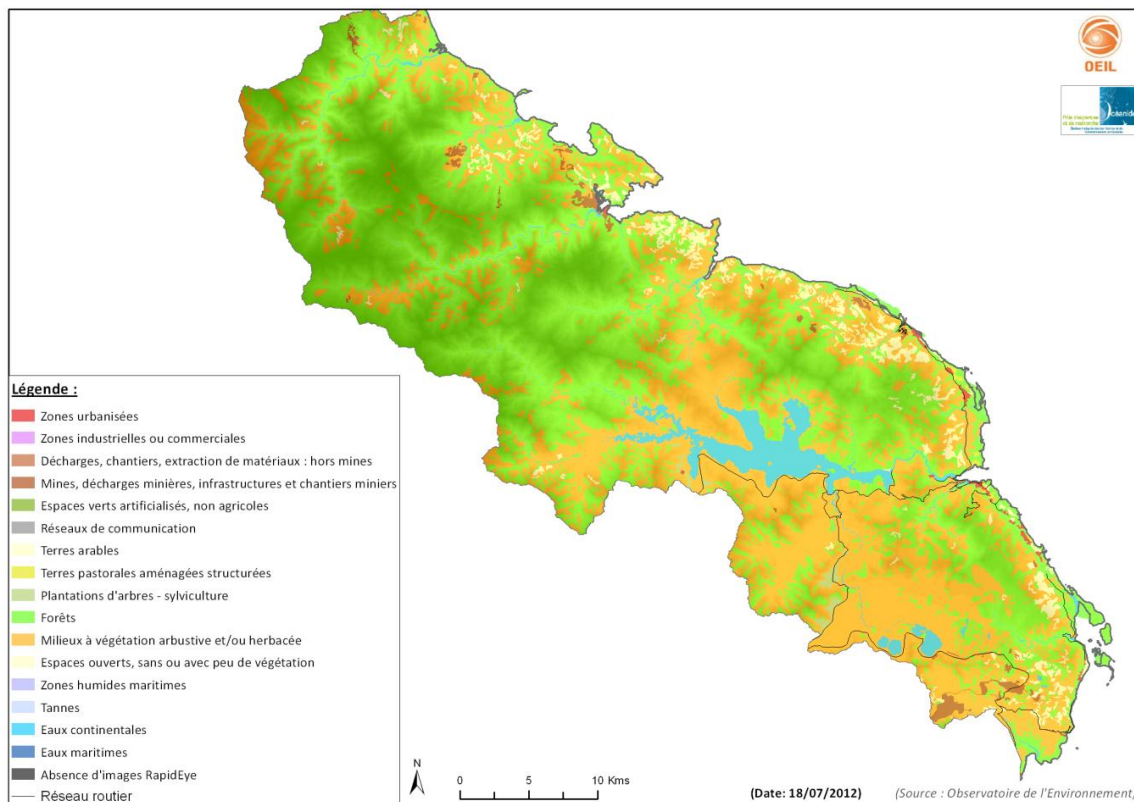 OEIL
Légende :
Zones urbanisées
Zones industrielles ou commerciales
Décharges, chantiers, extraction de matériaux : hors mines
Mines, décharges minières, infrastructures et chantiers miniers
Espaces verts artificialisés, non agricoles
Réseaux de communication
Terres arables
Terres pastorales aménagées structurées
Plantations d'arbres - sylviculture
Forêts
Milieux à végétation arbustive et/ou herbacée
Espaces ouverts, sans ou avec peu de végétation
Zones humides maritimes
Tannes
Eaux continentales
Eaux maritimes
Absence d'images RapidEye
Réseau routier
N
0 5 10 Kms
(Date: 18/07/2012) (Source : Observatoire de l'Environnement,